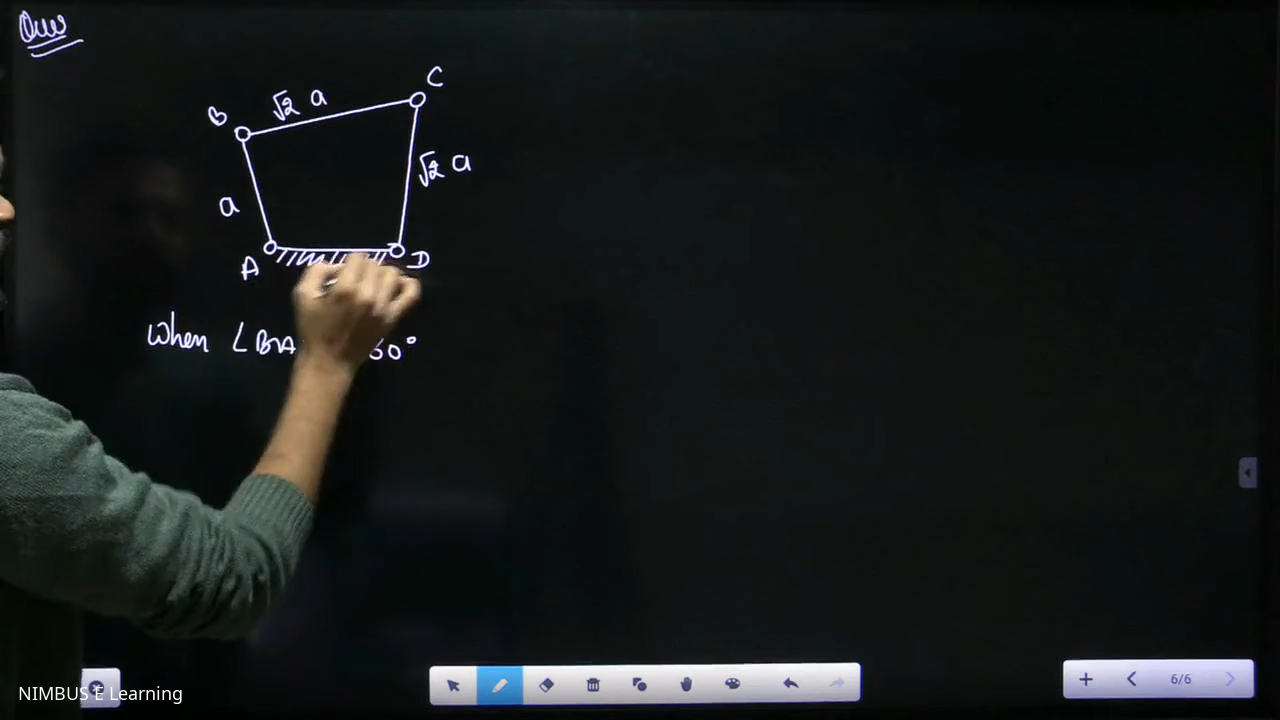 Que
C
B
√2 a
√2 a
a
A
D
When ∠BA 60°
6/6
NIMBUS E Learning